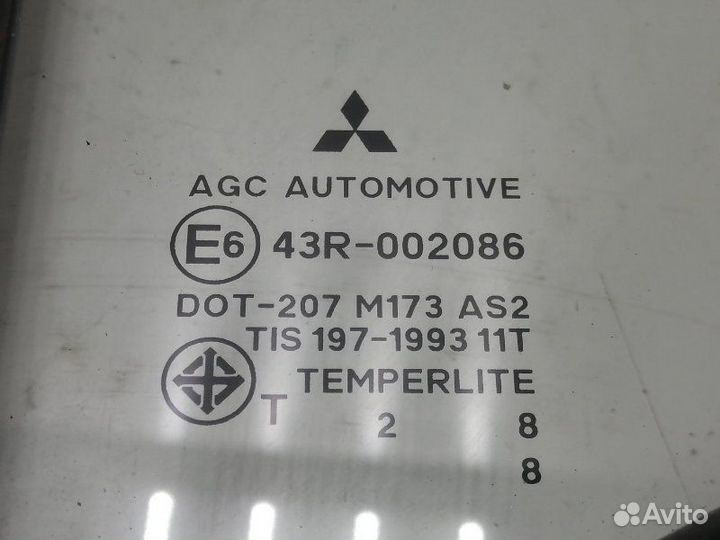 AGC AUTOMOTIVE
E6 43R-002086
DOT-207 M173 AS2
TIS 197-1993 11T
TEMPERLITE
T 2 8
8
Avito